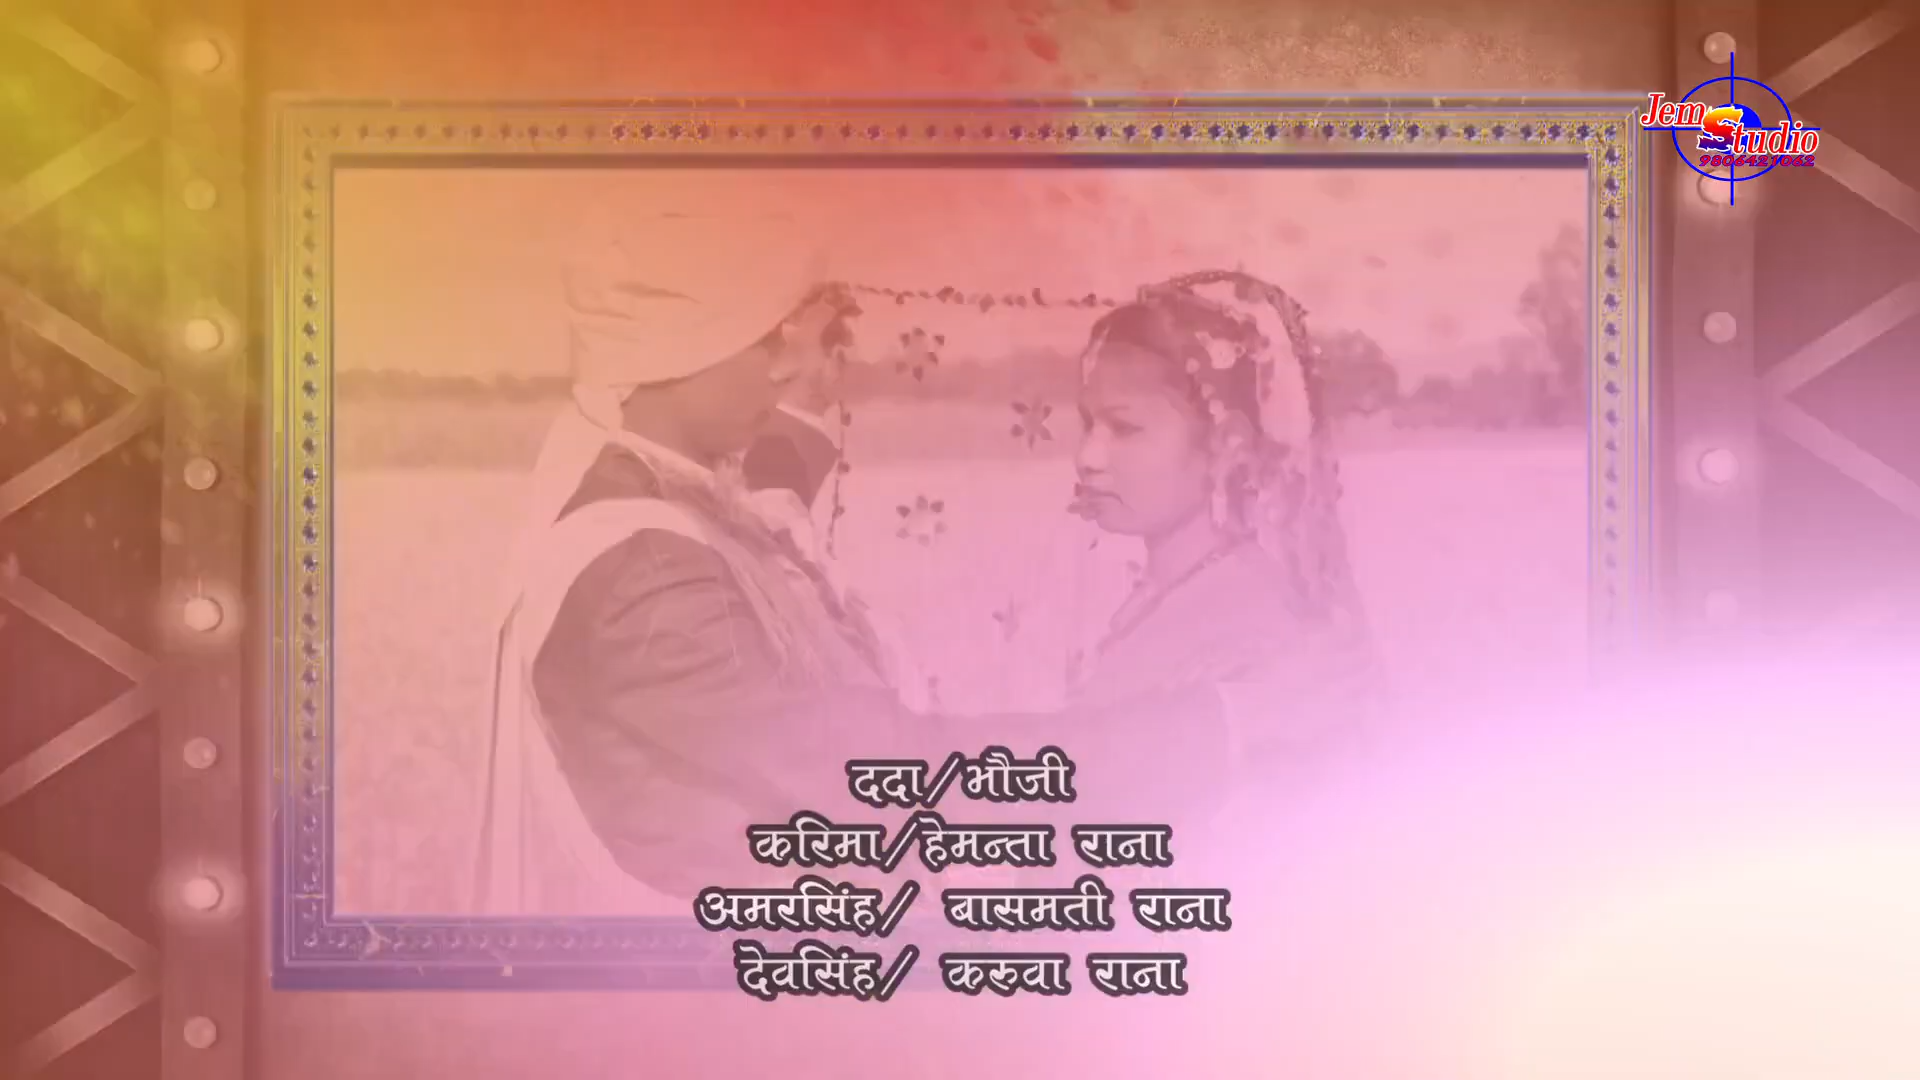 Jem Studio
9806421062
ददा/भौजी
करिमा/हेमन्ता राना
अमरसिंह/ बासमती राना
देवसिंह/ करुवा राना